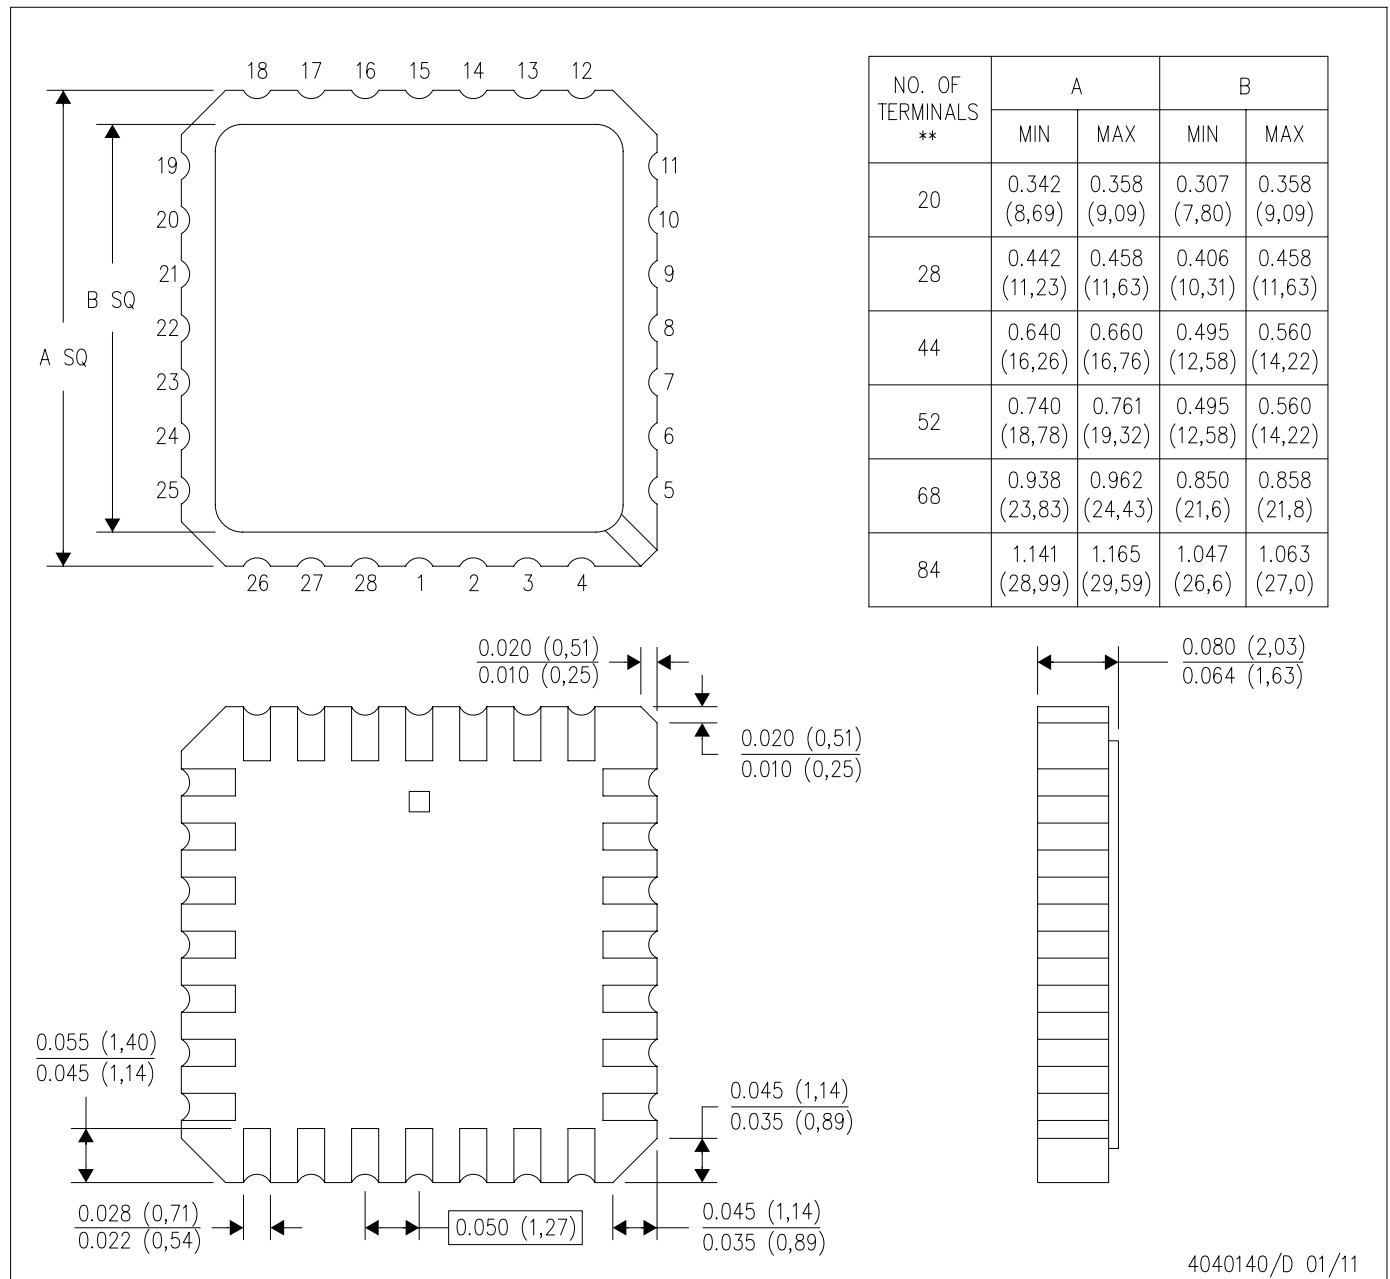 18 17 16 15 14 13 12
19
20
21
22
23
24
25
11
10
9
8
7
6
5
26 27 28 1 2 3 4
A SQ
B SQ
NO. OF TERMINALS ** A B
MIN MAX MIN MAX
20 0.342 (8,69) 0.358 (9,09) 0.307 (7,80) 0.358 (9,09)
28 0.442 (11,23) 0.458 (11,63) 0.406 (10,31) 0.458 (11,63)
44 0.640 (16,26) 0.660 (16,76) 0.495 (12,58) 0.560 (14,22)
52 0.740 (18,78) 0.761 (19,32) 0.495 (12,58) 0.560 (14,22)
68 0.938 (23,83) 0.962 (24,43) 0.850 (21,6) 0.858 (21,8)
84 1.141 (28,99) 1.165 (29,59) 1.047 (26,6) 1.063 (27,0)
0.020 (0,51)
0.010 (0,25)
0.020 (0,51)
0.010 (0,25)
0.080 (2,03)
0.064 (1,63)
0.055 (1,40)
0.045 (1,14)
0.045 (1,14)
0.035 (0,89)
0.028 (0,71)
0.022 (0,54)
0.050 (1,27)
0.045 (1,14)
0.035 (0,89)
4040140/D 01/11